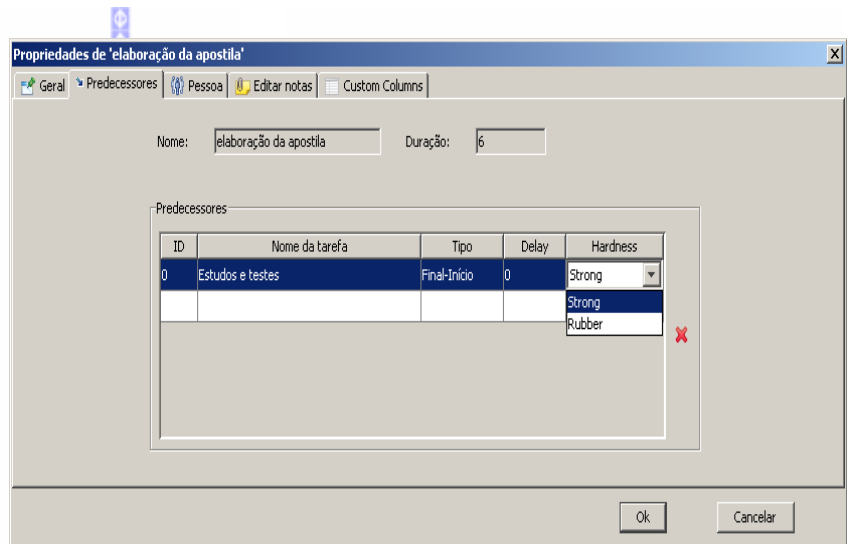 Propriedades de 'elaboração da apostila'
Geral Predecessores Pessoa Editar notas Custom Columns
Nome: elaboração da apostila Duração: 6
Predecessores
ID Nome da tarefa Tipo Delay Hardness
0 Estudos e testes Final-Início 0 Strong
Strong
Rubber
Ok Cancelar